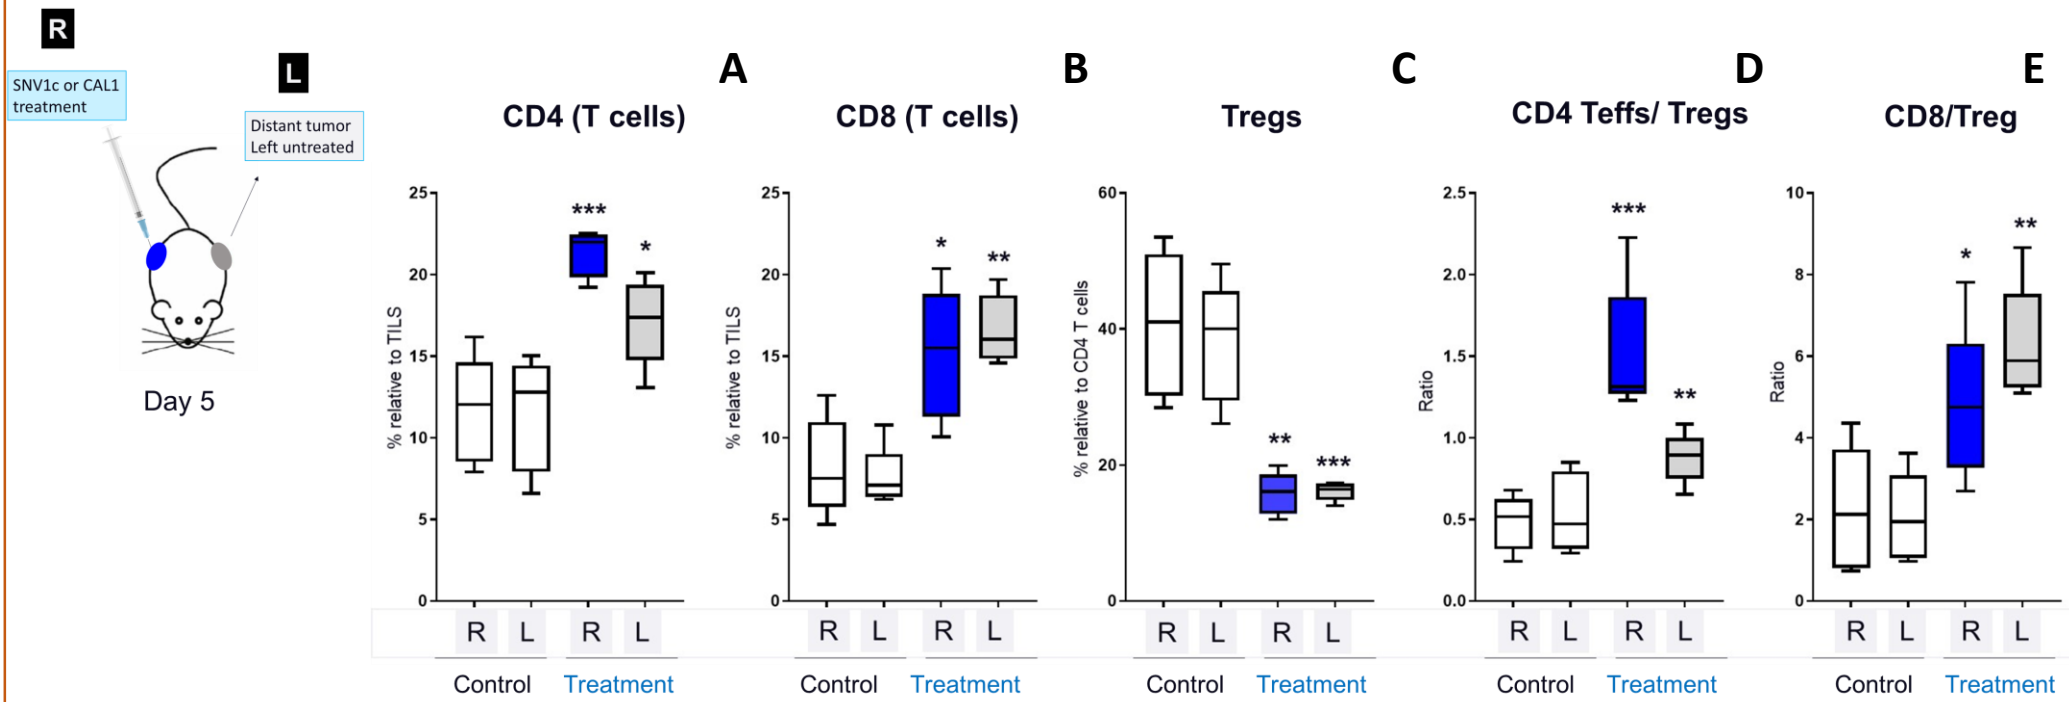 R
L
SNV1c or CAL1
treatment
Distant tumor
Left untreated
Day 5
A
CD4 (T cells)
***
*
25
20
15
10
5
0
% relative to TILS
R L R L
Control Treatment
B
CD8 (T cells)
*
**
25
20
15
10
5
0
% relative to TILS
R L R L
Control Treatment
C
Tregs
**
***
60
40
20
0
% relative to CD4 T cells
R L R L
Control Treatment
D
CD4 Teffs/ Tregs
***
**
2.5
2.0
1.5
1.0
0.5
0.0
Ratio
R L R L
Control Treatment
E
CD8/Treg
*
**
10
8
6
4
2
0
Ratio
R L R L
Control Treatment